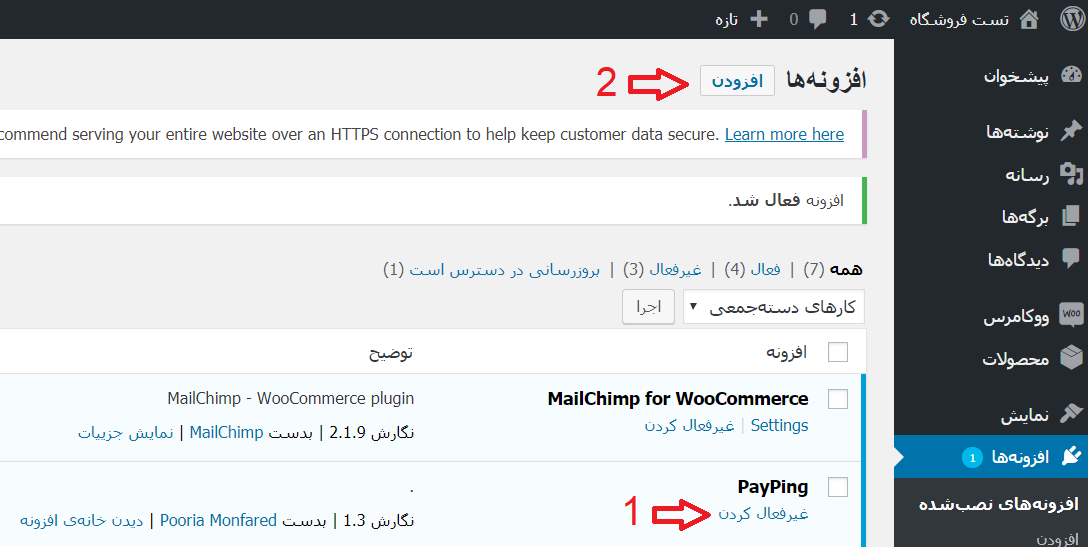 تست فروشگاه 1 0 تازه
پیشخوان
نوشته‌ها
رسانه
برگه‌ها
دیدگاه‌ها
ووکامرس
Woo
محصولات
نمایش
افزونه‌ها 1
افزونه‌های نصب‌شده
افزودن
افزونه‌ها افزودن 2
commend serving your entire website over an HTTPS connection to help keep customer data secure. Learn more here
افزونه فعال شد.
همه (7) | فعال (4) | غیرفعال (3) | بروزرسانی در دسترس است (1)
کارهای دسته‌جمعی اجرا
افزونه توضیح
MailChimp for WooCommerce
Settings | غیرفعال کردن
MailChimp - WooCommerce plugin
نگارش 2.1.9 | بدست MailChimp | نمایش جزییات
PayPing
غیرفعال کردن 1
.
نگارش 1.3 | بدست Pooria Monfared | دیدن خانه‌ی افزونه